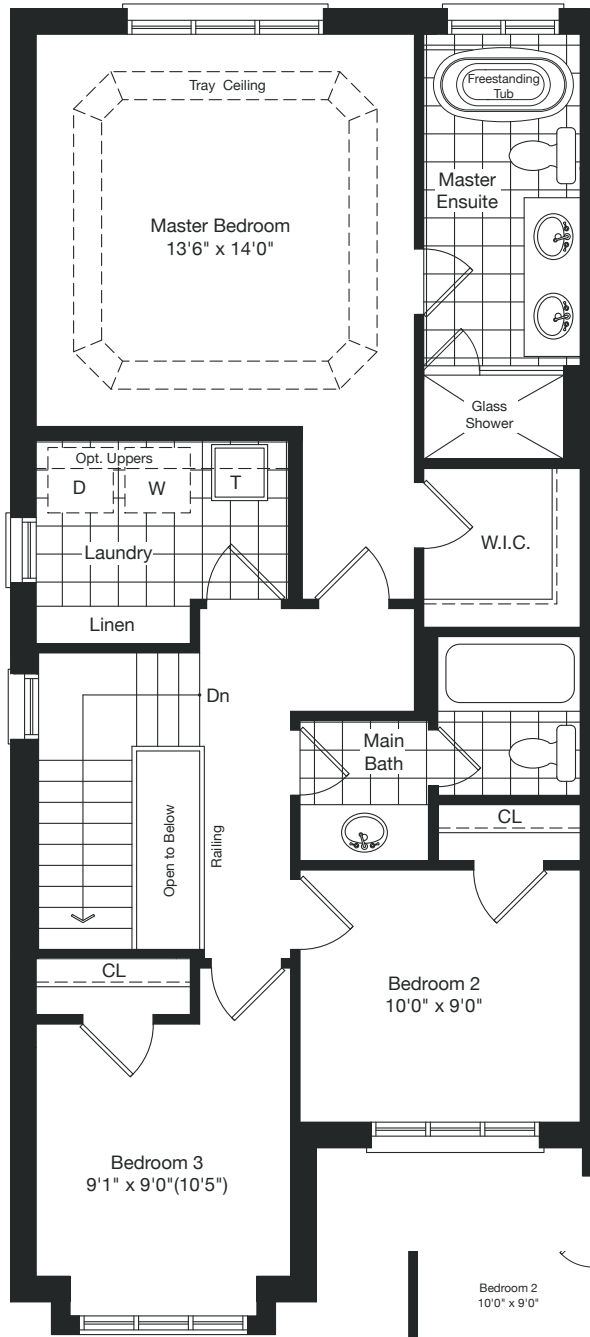 Tray Ceiling
Freestanding
Tub
Master
Ensuite
Master Bedroom
13'6" x 14'0"
Glass
Shower
Opt. Uppers
D
W
T
Laundry
W.I.C.
Linen
Dn
Main
Bath
Open to Below
Railing
CL
CL
Bedroom 2
10'0" x 9'0"
Bedroom 3
9'1" x 9'0"(10'5")
Bedroom 2
10'0" x 9'0"